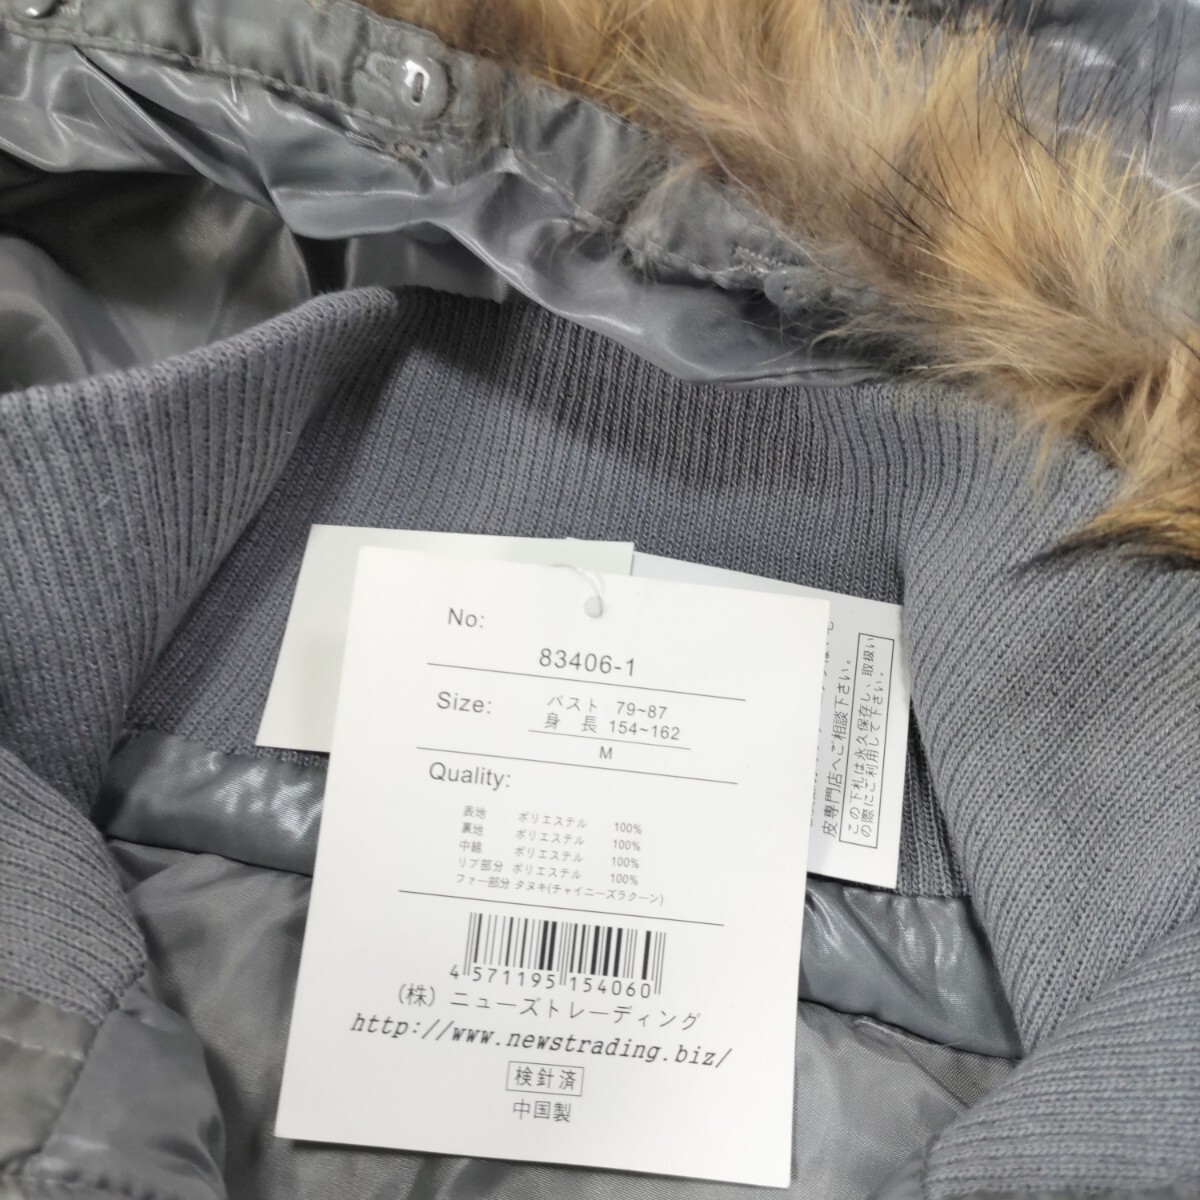 No:
83406-1
Size:
バスト 79~87
身 長 154~162
M
Quality:
表地 ポリエステル 100%
裏地 ポリエステル 100%
中綿 ポリエステル 100%
リブ部分 ポリエステル 100%
ファー部分 タヌキ(チャイニーズラクーン)
4 571195 154060
(株) ニューズトレーディング
http://www.newstrading.biz/
検針済
中国製
皮専門店へご相談下さい。
この下札は永久保存し、取扱い
の際にご利用して下さい。